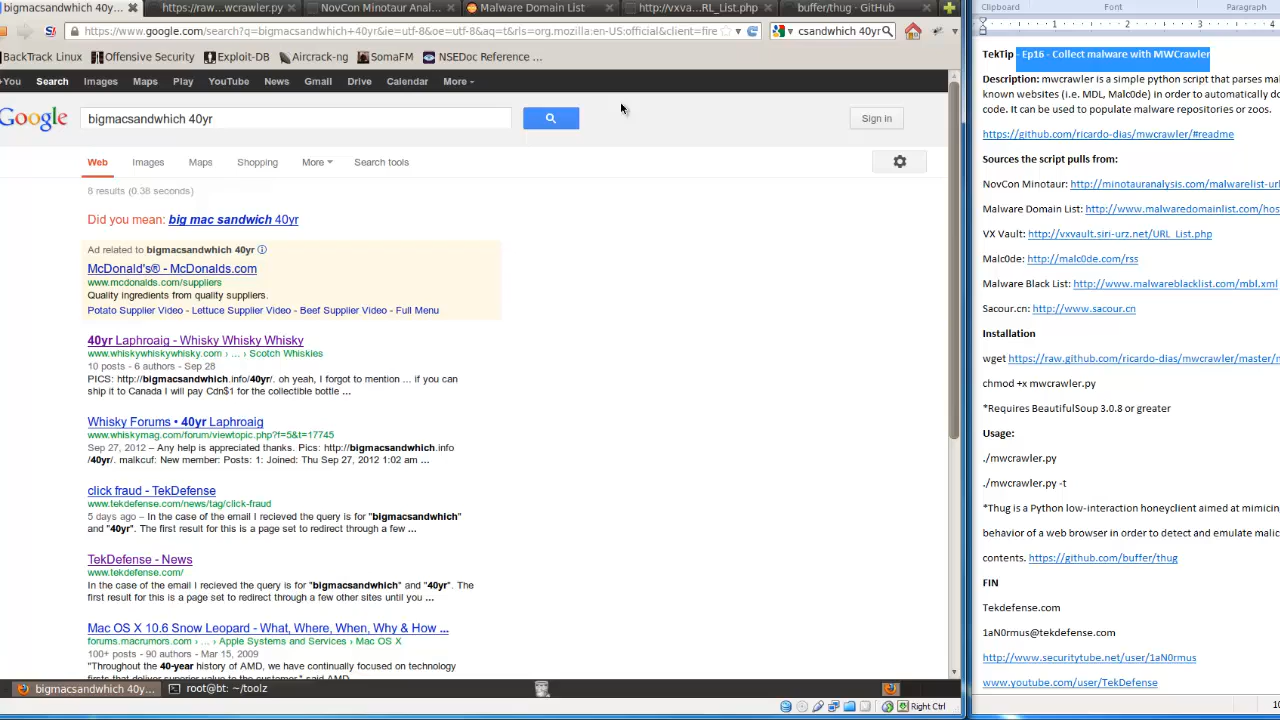 bigmacsandwhich 40y...
https://raw...wcrawler.py
NovCon Minotaur Anal...
Malware Domain List
http://vxva...RL_List.php
buffer/thug · GitHub
https://www.google.com/search?q=bigmacsandwhich+40yr&ie=utf-8&oe=utf-8&aq=t&rls=org.mozilla:en-US:official&client=fire
csandwhich 40yr
BackTrack Linux
Offensive Security
Exploit-DB
Aircrack-ng
SomaFM
NESDec Reference ...
+You Search Images Maps Play YouTube News Gmail Drive Calendar More
Google
bigmacsandwhich 40yr
Sign in
Web Images Maps Shopping More Search tools
8 results (0.38 seconds)
Did you mean: big mac sandwich 40yr
Ad related to bigmacsandwhich 40yr
McDonald's® - McDonalds.com
www.mcdonalds.com/suppliers
Quality ingredients from quality suppliers.
Potato Supplier Video - Lettuce Supplier Video - Beef Supplier Video - Full Menu
40yr Laphroaig - Whisky Whisky Whisky
www.whiskywhiskywhisky.com › ... › Scotch Whiskies
10 posts - 6 authors - Sep 28
PICS: http://bigmacsandwhich.info/40yr/. oh yeah, I forgot to mention ... if you can
ship it to Canada I will pay Cdn$1 for the collectible bottle ...
Whisky Forums • 40yr Laphroaig
www.whiskymag.com/forum/viewtopic.php?f=5&t=17745
Sep 27, 2012 – Any help is appreciated thanks. Pics: http://bigmacsandwhich.info
/40yr/. malkcuf: New member: Posts: 1: Joined: Thu Sep 27, 2012 1:02 am ...
click fraud - TekDefense
www.tekdefense.com/news/tag/click-fraud
5 days ago – In the case of the email I recieved the query is for "bigmacsandwhich"
and "40yr". The first result for this is a page set to redirect through a few ...
TekDefense - News
www.tekdefense.com/
In the case of the email I recieved the query is for "bigmacsandwhich" and "40yr". The
first result for this is a page set to redirect through a few other sites until you ...
Mac OS X 10.6 Snow Leopard - What, Where, When, Why & How ...
forums.macrumors.com › ... › Apple Systems and Services › Mac OS X
100+ posts - 90 authors - Mar 15, 2009
"Throughout the 40-year history of AMD, we have continually focused on technology
bigmacsandwhich 40y...
root@bt: ~/toolz
Right Ctrl
Clipboard
Font
Paragraph
1 2 3 4
TekTip - Ep16 - Collect malware with MWCrawler
Description: mwcrawler is a simple python script that parses mal
known websites (i.e. MDL, Malc0de) in order to automatically do
code. It can be used to populate malware repositories or zoos.
https://github.com/ricardo-dias/mwcrawler/#readme
Sources the script pulls from:
NovCon Minotaur: http://minotauranalysis.com/malwarelist-url
Malware Domain List: http://www.malwaredomainlist.com/hos
VX Vault: http://vxvault.siri-urz.net/URL_List.php
Malc0de: http://malc0de.com/rss
Malware Black List: http://www.malwareblacklist.com/mbl.xml
Sacour.cn: http://www.sacour.cn
Installation
wget https://raw.github.com/ricardo-dias/mwcrawler/master/m
chmod +x mwcrawler.py
*Requires BeautifulSoup 3.0.8 or greater
Usage:
./mwcrawler.py
./mwcrawler.py -t
*Thug is a Python low-interaction honeyclient aimed at mimicing
behavior of a web browser in order to detect and emulate malic
contents. https://github.com/buffer/thug
FIN
Tekdefense.com
1aN0rmus@tekdefense.com
http://www.securitytube.net/user/1aN0rmus
www.youtube.com/user/TekDefense